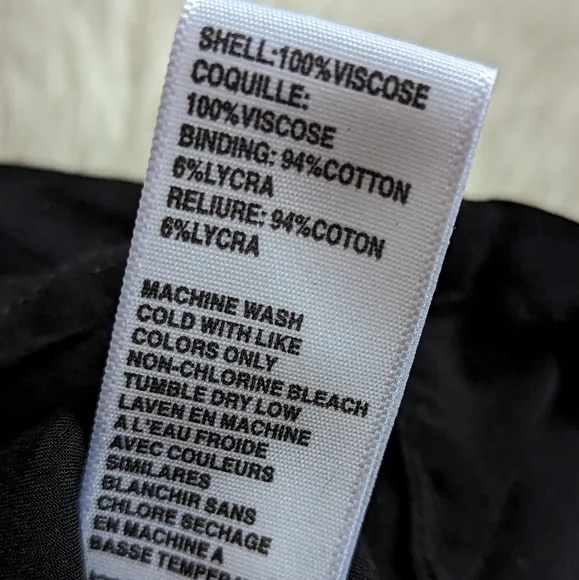 SHELL:100%VISCOSE
COQUILLE:
100%VISCOSE
BINDING: 94%COTTON
6%LYCRA
RELIURE: 94%COTON
6%LYCRA
MACHINE WASH
COLD WITH LIKE
COLORS ONLY
NON-CHLORINE BLEACH
TUMBLE DRY LOW
LAVEN EN MACHINE
A L'EAU FROIDE
AVEC COULEURS
SIMILARES
BLANCHIR SANS
CHLORE SECHAGE
EN MACHINE A
BASSE